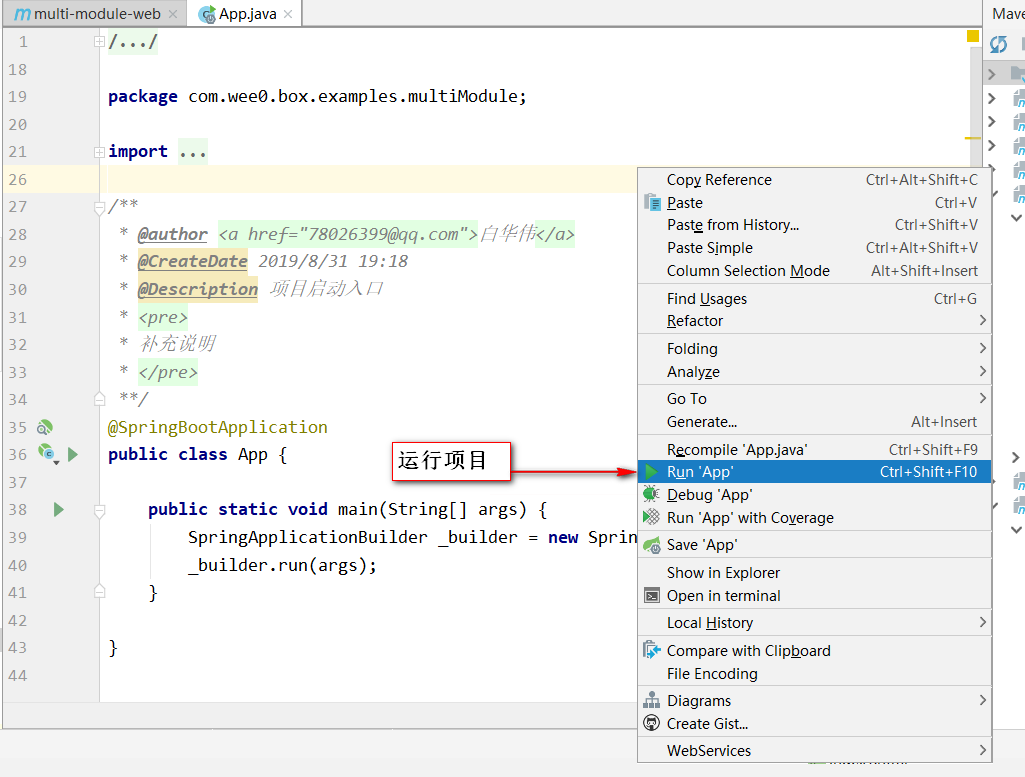 multi-module-web
App.java
Mave
1 /.../
18
19 package com.wee0.box.examples.multiModule;
20
21 import ...
26
27 /**
28 * @author <a href="78026399@qq.com">白华伟</a>
29 * @CreateDate 2019/8/31 19:18
30 * @Description 项目启动入口
31 * <pre>
32 * 补充说明
33 * </pre>
34 **/
35 @SpringBootApplication
36 public class App {
37
38 public static void main(String[] args) {
39 SpringApplicationBuilder _builder = new Sprin
40 _builder.run(args);
41 }
42
43 }
44
运行项目
Copy Reference Ctrl+Alt+Shift+C
Paste Ctrl+V
Paste from History... Ctrl+Shift+V
Paste Simple Ctrl+Alt+Shift+V
Column Selection Mode Alt+Shift+Insert
Find Usages Ctrl+G
Refactor
Folding
Analyze
Go To
Generate... Alt+Insert
Recompile 'App.java' Ctrl+Shift+F9
Run 'App' Ctrl+Shift+F10
Debug 'App'
Run 'App' with Coverage
Save 'App'
Show in Explorer
Open in terminal
Local History
Compare with Clipboard
File Encoding
Diagrams
Create Gist...
WebServices